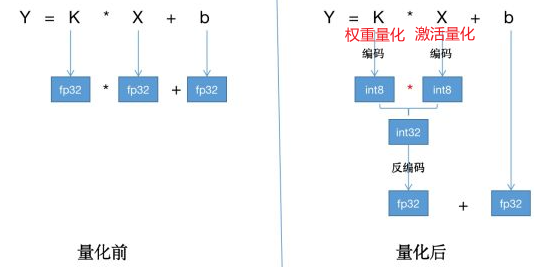 Y = K * X + b
fp32 * fp32 + fp32
量化前
Y = K * X + b
权重量化 激活量化
编码 编码
int8 * int8
int32
反编码
fp32 + fp32
量化后